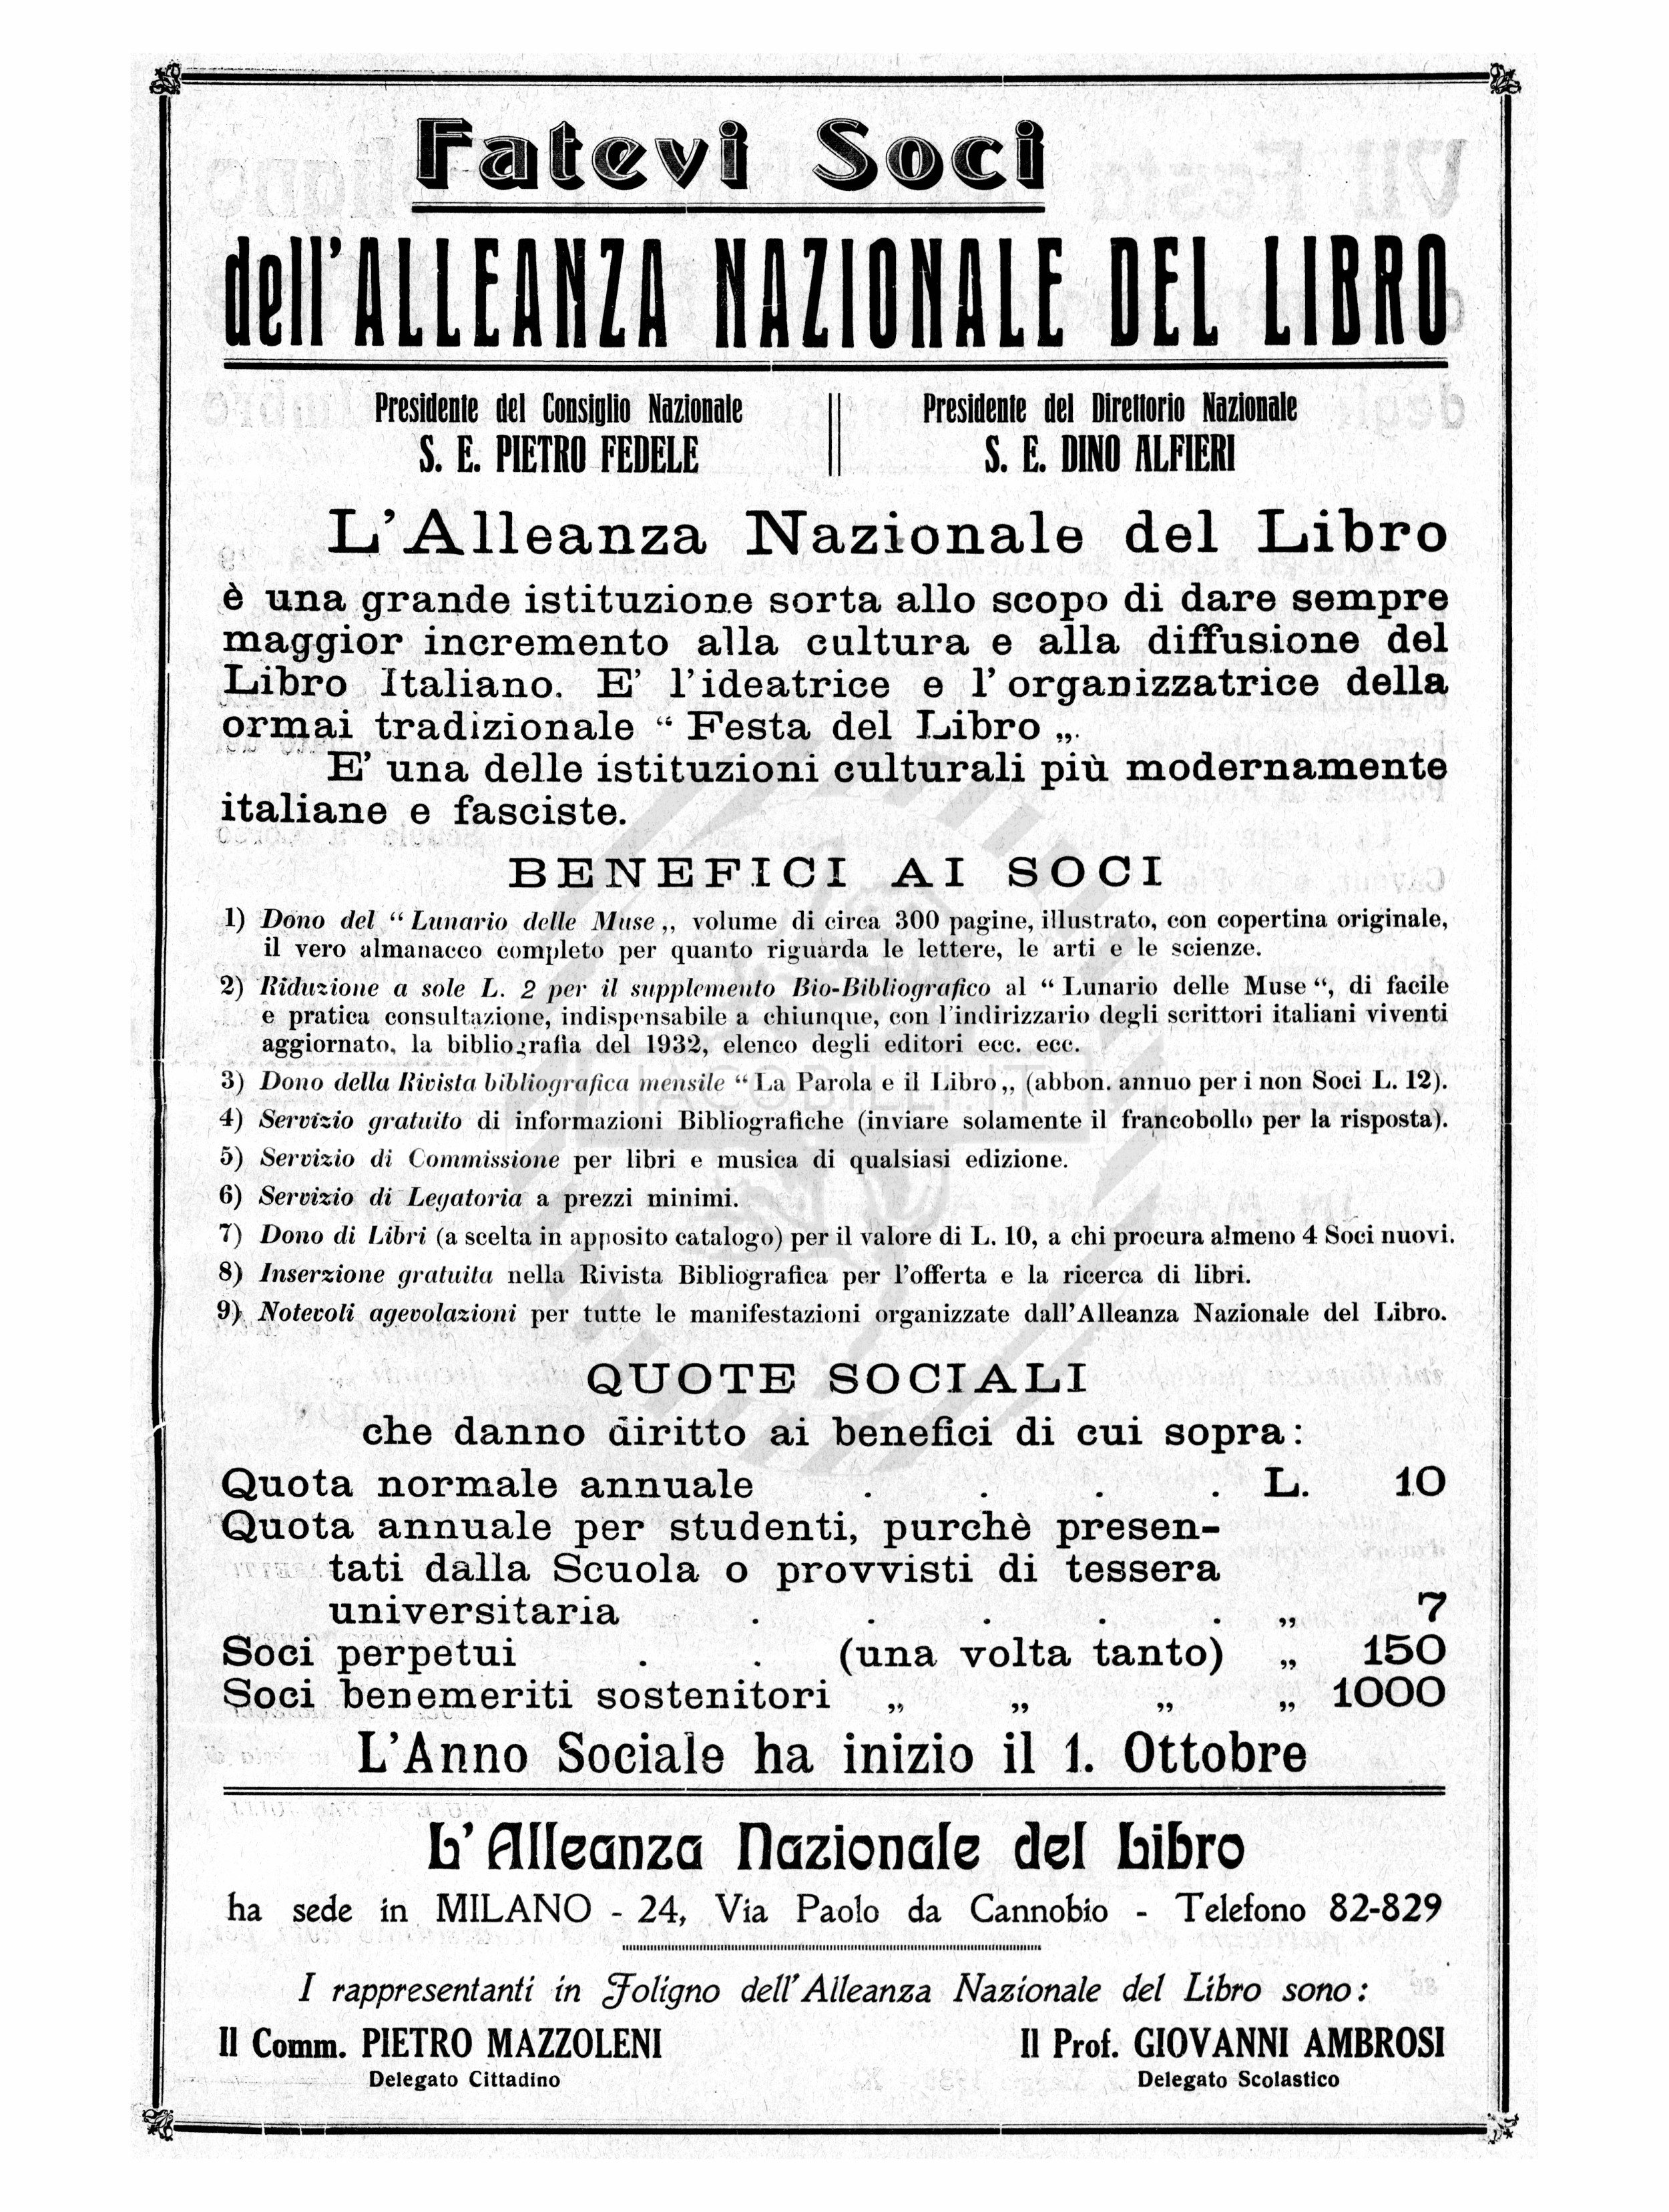 Fatevi Soci
dell'ALLEANZA NAZIONALE DEL LIBRO
Presidente del Consiglio Nazionale
S. E. PIETRO FEDELE
Presidente del Direttorio Nazionale
S. E. DINO ALFIERI
L'Alleanza Nazionale del Libro
è una grande istituzione sorta allo scopo di dare sempre
maggior incremento alla cultura e alla diffusione del
Libro Italiano. E' l'ideatrice e l'organizzatrice della
ormai tradizionale “ Festa del Libro „.
E' una delle istituzioni culturali più modernamente
italiane e fasciste.
BENEFICI AI SOCI
1) Dono del “ Lunario delle Muse „ volume di circa 300 pagine, illustrato, con copertina originale,
il vero almanacco completo per quanto riguarda le lettere, le arti e le scienze.
2) Riduzione a sole L. 2 per il supplemento Bio-Bibliografico al “ Lunario delle Muse “, di facile
e pratica consultazione, indispensabile a chiunque, con l'indirizzario degli scrittori italiani viventi
aggiornato, la bibliografia del 1932, elenco degli editori ecc. ecc.
3) Dono della Rivista bibliografica mensile “ La Parola e il Libro „ (abbon. annuo per i non Soci L. 12).
4) Servizio gratuito di informazioni Bibliografiche (inviare solamente il francobollo per la risposta).
5) Servizio di Commissione per libri e musica di qualsiasi edizione.
6) Servizio di Legatoria a prezzi minimi.
7) Dono di Libri (a scelta in apposito catalogo) per il valore di L. 10, a chi procura almeno 4 Soci nuovi.
8) Inserzione gratuita nella Rivista Bibliografica per l'offerta e la ricerca di libri.
9) Notevoli agevolazioni per tutte le manifestazioni organizzate dall'Alleanza Nazionale del Libro.
QUOTE SOCIALI
che danno diritto ai benefici di cui sopra:
Quota normale annuale . . . . L. 10
Quota annuale per studenti, purchè presen-
tati dalla Scuola o provvisti di tessera
universitaria . . . . . „ 7
Soci perpetui . . (una volta tanto) „ 150
Soci benemeriti sostenitori „ „ „ „ 1000
L'Anno Sociale ha inizio il 1. Ottobre
L'Alleanza Nazionale del Libro
ha sede in MILANO - 24, Via Paolo da Cannobio - Telefono 82-829
I rappresentanti in Foligno dell'Alleanza Nazionale del Libro sono:
Il Comm. PIETRO MAZZOLENI
Delegato Cittadino
Il Prof. GIOVANNI AMBROSI
Delegato Scolastico